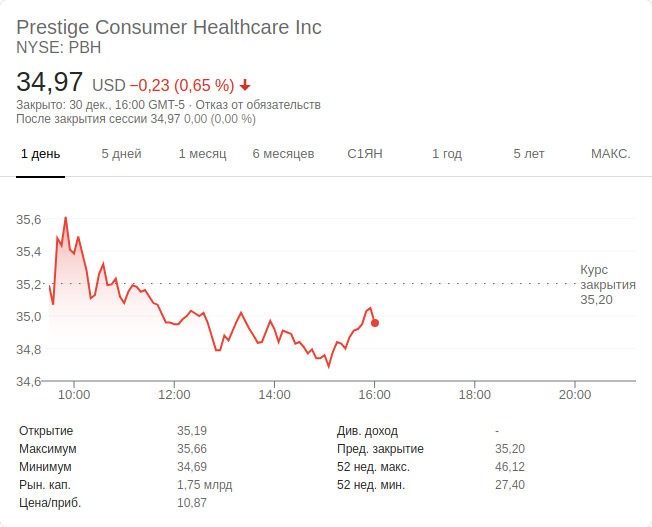 Prestige Consumer Healthcare Inc
NYSE: PBH
34,97 USD −0,23 (0,65 %)
Закрыто: 30 дек., 16:00 GMT-5 · Отказ от обязательств
После закрытия сессии 34,97 0,00 (0,00 %)
1 день 5 дней 1 месяц 6 месяцев С1ЯН 1 год 5 лет МАКС.
35,6
35,4
35,2
35,0
34,8
34,6
Курс
закрытия
35,20
10:00 12:00 14:00 16:00 18:00 20:00
Открытие 35,19 Див. доход -
Максимум 35,66 Пред. закрытие 35,20
Минимум 34,69 52 нед. макс. 46,12
Рын. кап. 1,75 млрд 52 нед. мин. 27,40
Цена/приб. 10,87